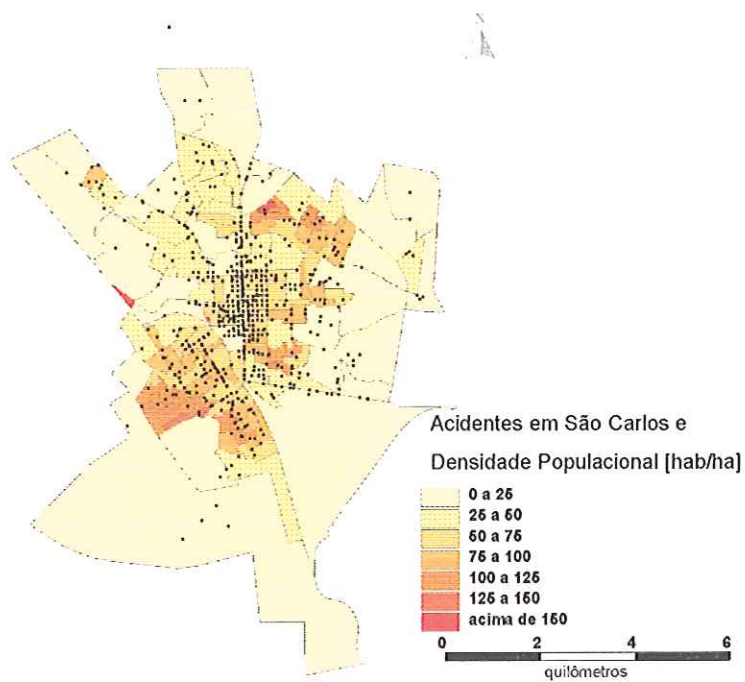 Acidentes em São Carlos e
Densidade Populacional [hab/ha]
0 a 25
25 a 50
50 a 75
75 a 100
100 a 125
125 a 150
acima de 150
0 2 4 6
quilômetros